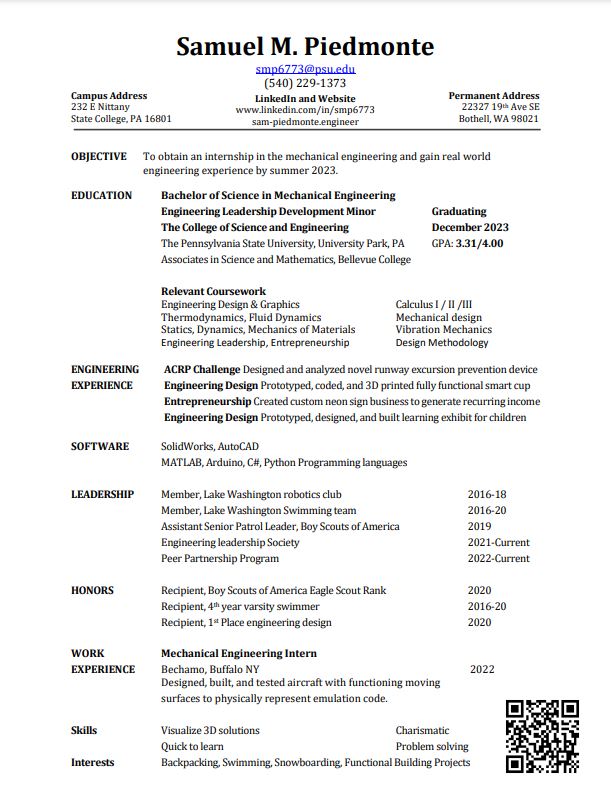 Samuel M. Piedmonte
smp6773@psu.edu
(540) 229-1373
Campus Address
232 E Nittany
State College, PA 16801
LinkedIn and Website
www.linkedin.com/in/smp6773
sam-piedmonte.engineer
Permanent Address
22327 19th Ave SE
Bothell, WA 98021
OBJECTIVE To obtain an internship in the mechanical engineering and gain real world
engineering experience by summer 2023.
EDUCATION Bachelor of Science in Mechanical Engineering
Engineering Leadership Development Minor Graduating
The College of Science and Engineering December 2023
The Pennsylvania State University, University Park, PA GPA: 3.31/4.00
Associates in Science and Mathematics, Bellevue College
Relevant Coursework
Engineering Design & Graphics Calculus I / II /III
Thermodynamics, Fluid Dynamics Mechanical design
Statics, Dynamics, Mechanics of Materials Vibration Mechanics
Engineering Leadership, Entrepreneurship Design Methodology
ENGINEERING ACRP Challenge Designed and analyzed novel runway excursion prevention device
EXPERIENCE Engineering Design Prototyped, coded, and 3D printed fully functional smart cup
Entrepreneurship Created custom neon sign business to generate recurring income
Engineering Design Prototyped, designed, and built learning exhibit for children
SOFTWARE SolidWorks, AutoCAD
MATLAB, Arduino, C#, Python Programming languages
LEADERSHIP Member, Lake Washington robotics club 2016-18
Member, Lake Washington Swimming team 2016-20
Assistant Senior Patrol Leader, Boy Scouts of America 2019
Engineering leadership Society 2021-Current
Peer Partnership Program 2022-Current
HONORS Recipient, Boy Scouts of America Eagle Scout Rank 2020
Recipient, 4th year varsity swimmer 2016-20
Recipient, 1st Place engineering design 2020
WORK Mechanical Engineering Intern
EXPERIENCE Bechamo, Buffalo NY 2022
Designed, built, and tested aircraft with functioning moving
surfaces to physically represent emulation code.
Skills Visualize 3D solutions Charismatic
Quick to learn Problem solving
Interests Backpacking, Swimming, Snowboarding, Functional Building Projects